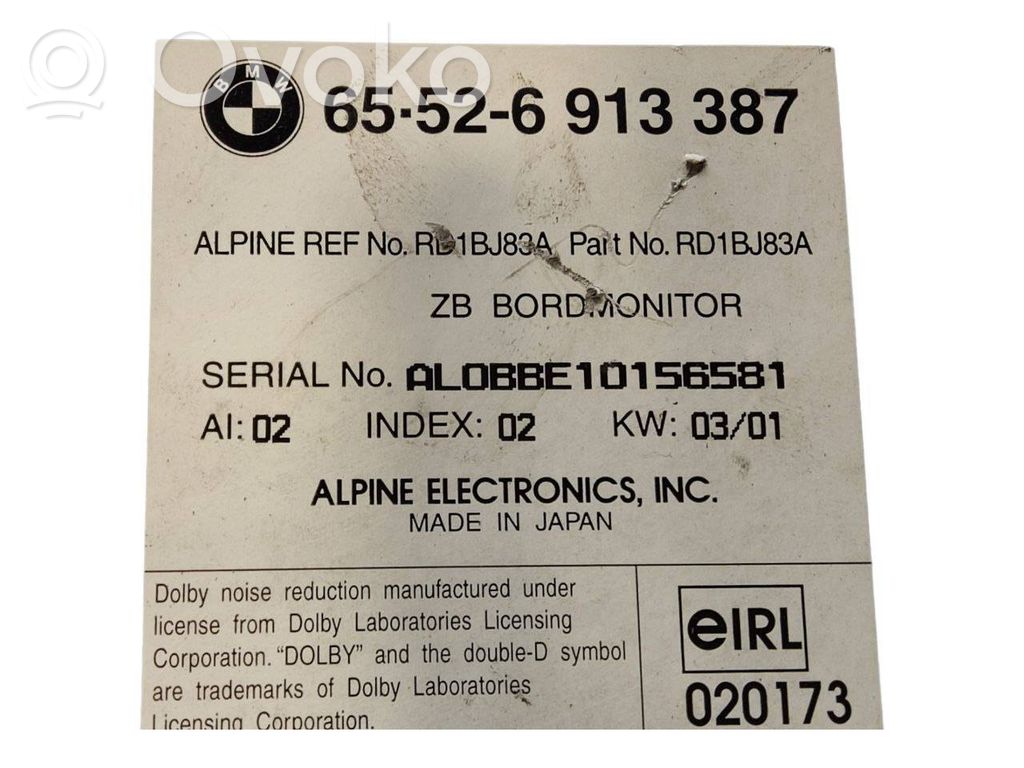 Ovoko
BMW
65-52-6 913 387
ALPINE REF No. RD1BJ83A Part No. RD1BJ83A
ZB BORDMONITOR
SERIAL No. AL0BBE10156581
AI: 02 INDEX: 02 KW: 03/01
ALPINE ELECTRONICS, INC.
MADE IN JAPAN
Dolby noise reduction manufactured under
license from Dolby Laboratories Licensing
Corporation. "DOLBY" and the double-D symbol
are trademarks of Dolby Laboratories
Licensing Corporation.
eIRL
020173